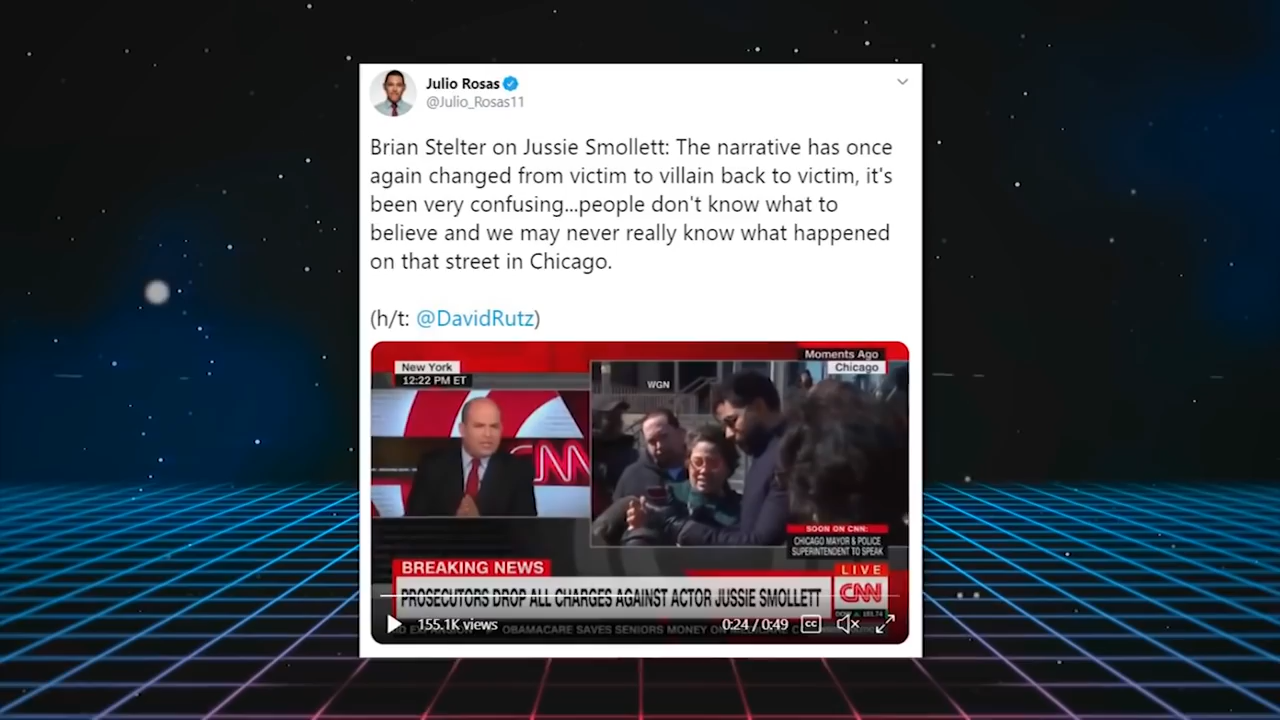 Julio Rosas
@Julio_Rosas11
Brian Stelter on Jussie Smollett: The narrative has once
again changed from victim to villain back to victim, it's
been very confusing...people don't know what to
believe and we may never really know what happened
on that street in Chicago.
(h/t: @DavidRutz)
New York
12:22 PM ET
Moments Ago
Chicago
WGN
CNN
SOON ON CNN:
CHICAGO MAYOR & POLICE
SUPERINTENDENT TO SPEAK
BREAKING NEWS
LIVE
PROSECUTORS DROP ALL CHARGES AGAINST ACTOR JUSSIE SMOLLETT
CNN
155.1K views
0:24 / 0:49
CC
OBAMACARE SAVES SENIORS MONEY ON